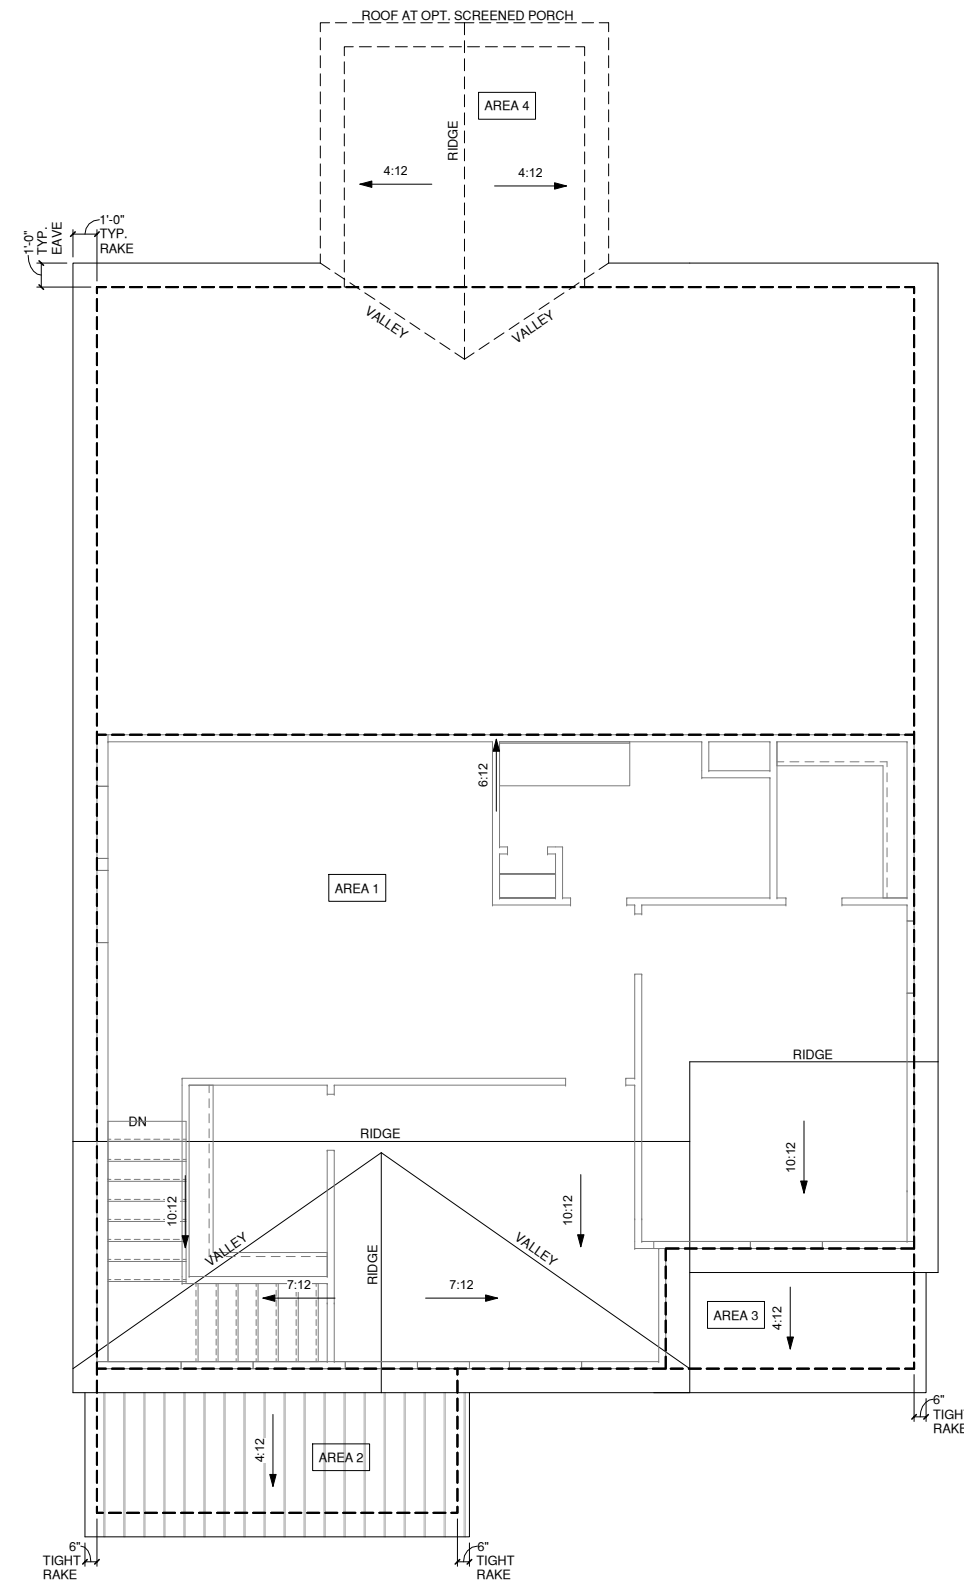 ROOF AT OPT. SCREENED PORCH
AREA 4
RIDGE
4:12
4:12
1'-0"
TYP.
RAKE
1'-0"
TYP.
EAVE
VALLEY
VALLEY
6:12
AREA 1
RIDGE
DN
RIDGE
10:12
10:12
10:12
VALLEY
VALLEY
RIDGE
7:12
7:12
AREA 3
4:12
6"
TIGHT
RAKE
4:12
AREA 2
6"
TIGHT
RAKE
6"
TIGHT
RAKE